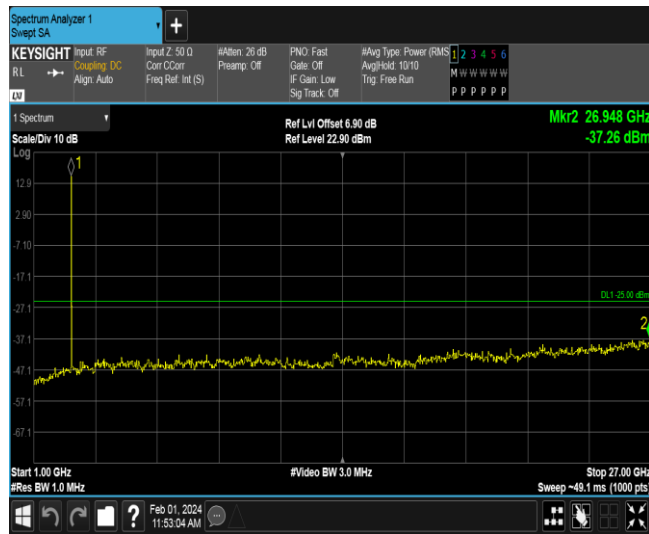 Spectrum Analyzer 1
Swept SA
+
KEYSIGHT
RL
LXI
Input: RF
Coupling: DC
Align: Auto
Input Z: 50 Ω
Corr CCorr
Freq Ref: Int (S)
#Atten: 26 dB
Preamp: Off
PNO: Fast
Gate: Off
IF Gain: Low
Sig Track: Off
#Avg Type: Power (RMS
Avg|Hold: 10/10
Trig: Free Run
1 2 3 4 5 6
M W W W W W
P P P P P P
1 Spectrum
Scale/Div 10 dB
Log
Ref Lvl Offset 6.90 dB
Ref Level 22.90 dBm
Mkr2 26.948 GHz
-37.26 dBm
1
12.9
2.90
-7.10
-17.1
DL1 -25.00 dBm
-27.1
2
-37.1
-47.1
-57.1
-67.1
Start 1.00 GHz
#Res BW 1.0 MHz
#Video BW 3.0 MHz
Stop 27.00 GHz
Sweep ~49.1 ms (1000 pts)
?
Feb 01, 2024
11:53:04 AM